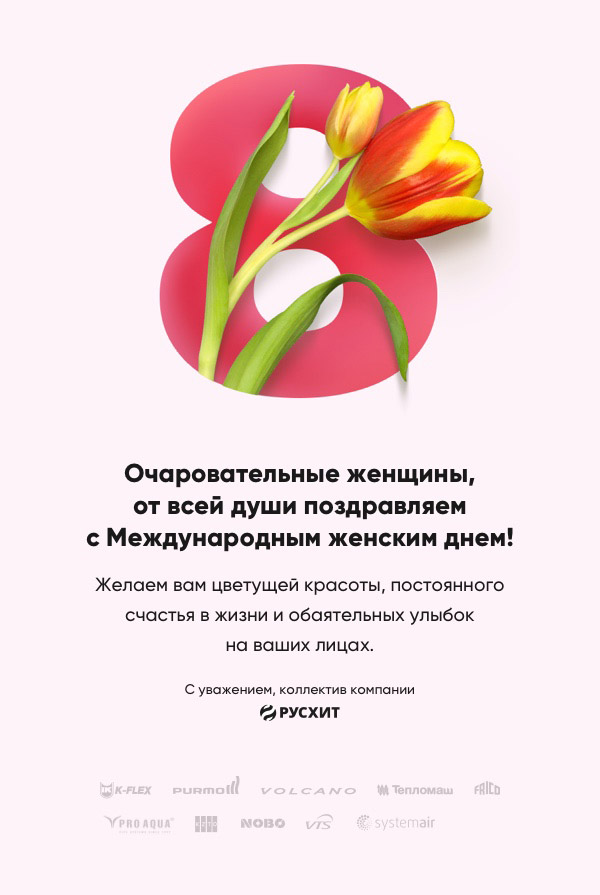 8
Очаровательные женщины,
от всей души поздравляем
с Международным женским днем!
Желаем вам цветущей красоты, постоянного
счастья в жизни и обаятельных улыбок
на ваших лицах.
С уважением, коллектив компании
РУСХИТ
K-FLEX PURMO VOLCANO Тепломаш FRICO
PRO AQUA® NOBO VTS systemair